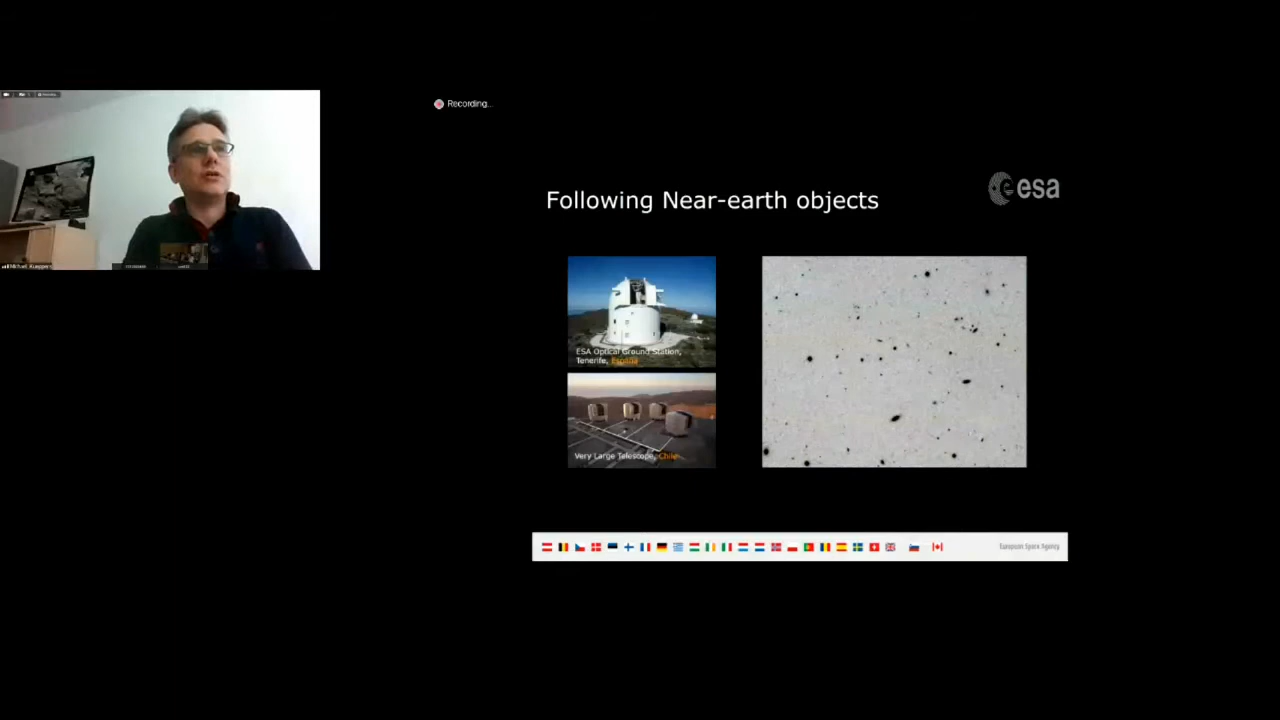 Recording...
Following Near-earth objects
esa
ESA Optical Ground Station,
Tenerife, España
Very Large Telescope, Chile
European Space Agency